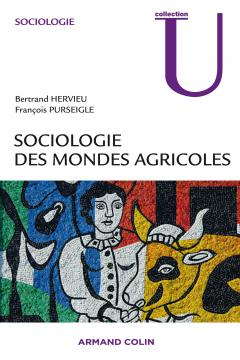 SOCIOLOGIE
collection
U
Bertrand HERVIEU
François PURSEIGLE
SOCIOLOGIE
DES MONDES AGRICOLES
ARMAND COLIN